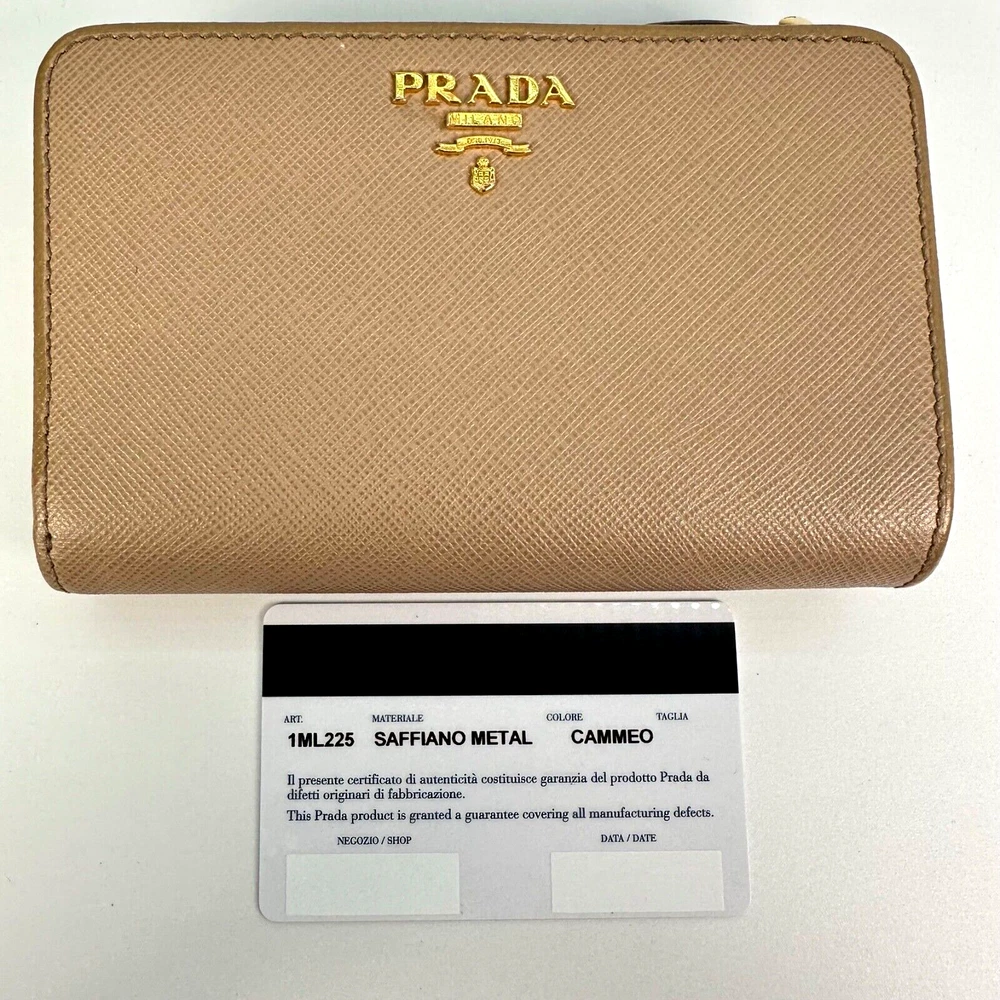 PRADA
MILANO
ART. MATERIALE COLORE TAGLIA
1ML225 SAFFIANO METAL CAMMEO
Il presente certificato di autenticità costituisce garanzia del prodotto Prada da
difetti originari di fabbricazione.
This Prada product is granted a guarantee covering all manufacturing defects.
NEGOZIO / SHOP DATA / DATE